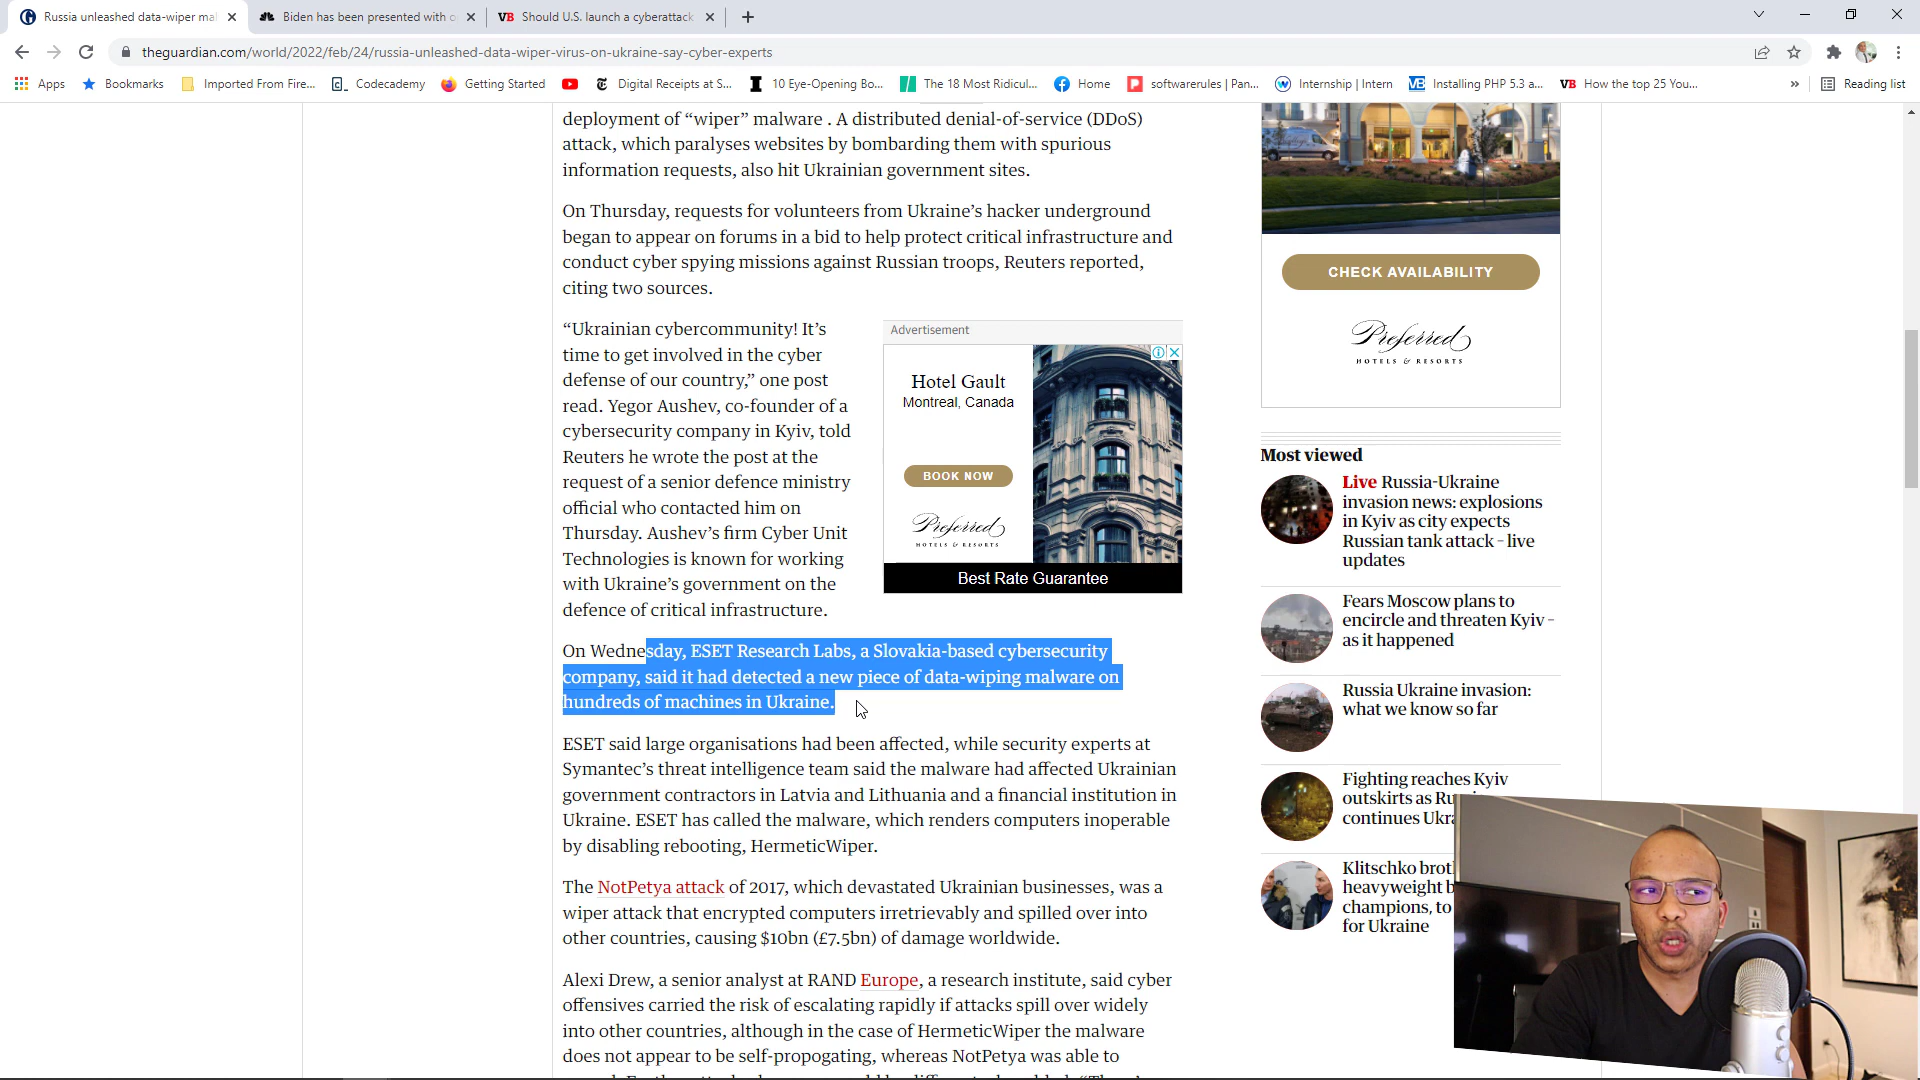 Russia unleashed data-wiper mal
Biden has been presented with o
VB Should U.S. launch a cyberattack
theguardian.com/world/2022/feb/24/russia-unleashed-data-wiper-virus-on-ukraine-say-cyber-experts
Apps
Bookmarks
Imported From Fire...
Codecademy
Getting Started
Digital Receipts at S...
10 Eye-Opening Bo...
The 18 Most Ridicul...
Home
softwarerules | Pan...
Internship | Intern
Installing PHP 5.3 a...
VB How the top 25 You...
»
Reading list
deployment of “wiper” malware . A distributed denial-of-service (DDoS)
attack, which paralyses websites by bombarding them with spurious
information requests, also hit Ukrainian government sites.
On Thursday, requests for volunteers from Ukraine’s hacker underground
began to appear on forums in a bid to help protect critical infrastructure and
conduct cyber spying missions against Russian troops, Reuters reported,
citing two sources.
“Ukrainian cybercommunity! It’s
time to get involved in the cyber
defense of our country,” one post
read. Yegor Aushev, co-founder of a
cybersecurity company in Kyiv, told
Reuters he wrote the post at the
request of a senior defence ministry
official who contacted him on
Thursday. Aushev’s firm Cyber Unit
Technologies is known for working
with Ukraine’s government on the
defence of critical infrastructure.
Advertisement
Hotel Gault
Montreal, Canada
BOOK NOW
Preferred
HOTELS & RESORTS
Best Rate Guarantee
On Wednesday, ESET Research Labs, a Slovakia-based cybersecurity
company, said it had detected a new piece of data-wiping malware on
hundreds of machines in Ukraine.
ESET said large organisations had been affected, while security experts at
Symantec’s threat intelligence team said the malware had affected Ukrainian
government contractors in Latvia and Lithuania and a financial institution in
Ukraine. ESET has called the malware, which renders computers inoperable
by disabling rebooting, HermeticWiper.
The NotPetya attack of 2017, which devastated Ukrainian businesses, was a
wiper attack that encrypted computers irretrievably and spilled over into
other countries, causing $10bn (£7.5bn) of damage worldwide.
Alexi Drew, a senior analyst at RAND Europe, a research institute, said cyber
offensives carried the risk of escalating rapidly if attacks spill over widely
into other countries, although in the case of HermeticWiper the malware
does not appear to be self-propogating, whereas NotPetya was able to
CHECK AVAILABILITY
Preferred
HOTELS & RESORTS
Most viewed
Live Russia-Ukraine
invasion news: explosions
in Kyiv as city expects
Russian tank attack – live
updates
Fears Moscow plans to
encircle and threaten Kyiv –
as it happened
Russia Ukraine invasion:
what we know so far
Fighting reaches Kyiv
outskirts as Ru
continues Ukra
Klitschko brot
heavyweight b
champions, to
for Ukraine